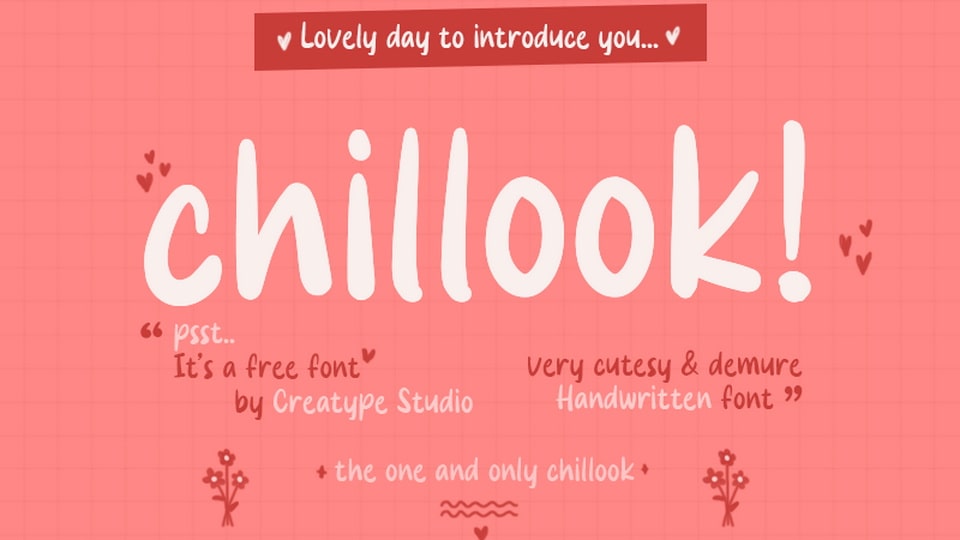 Lovely day to introduce you...
chillook!
“ psst..
It's a free font
by Creatype Studio
very cutesy & demure
Handwritten font ”
the one and only chillook